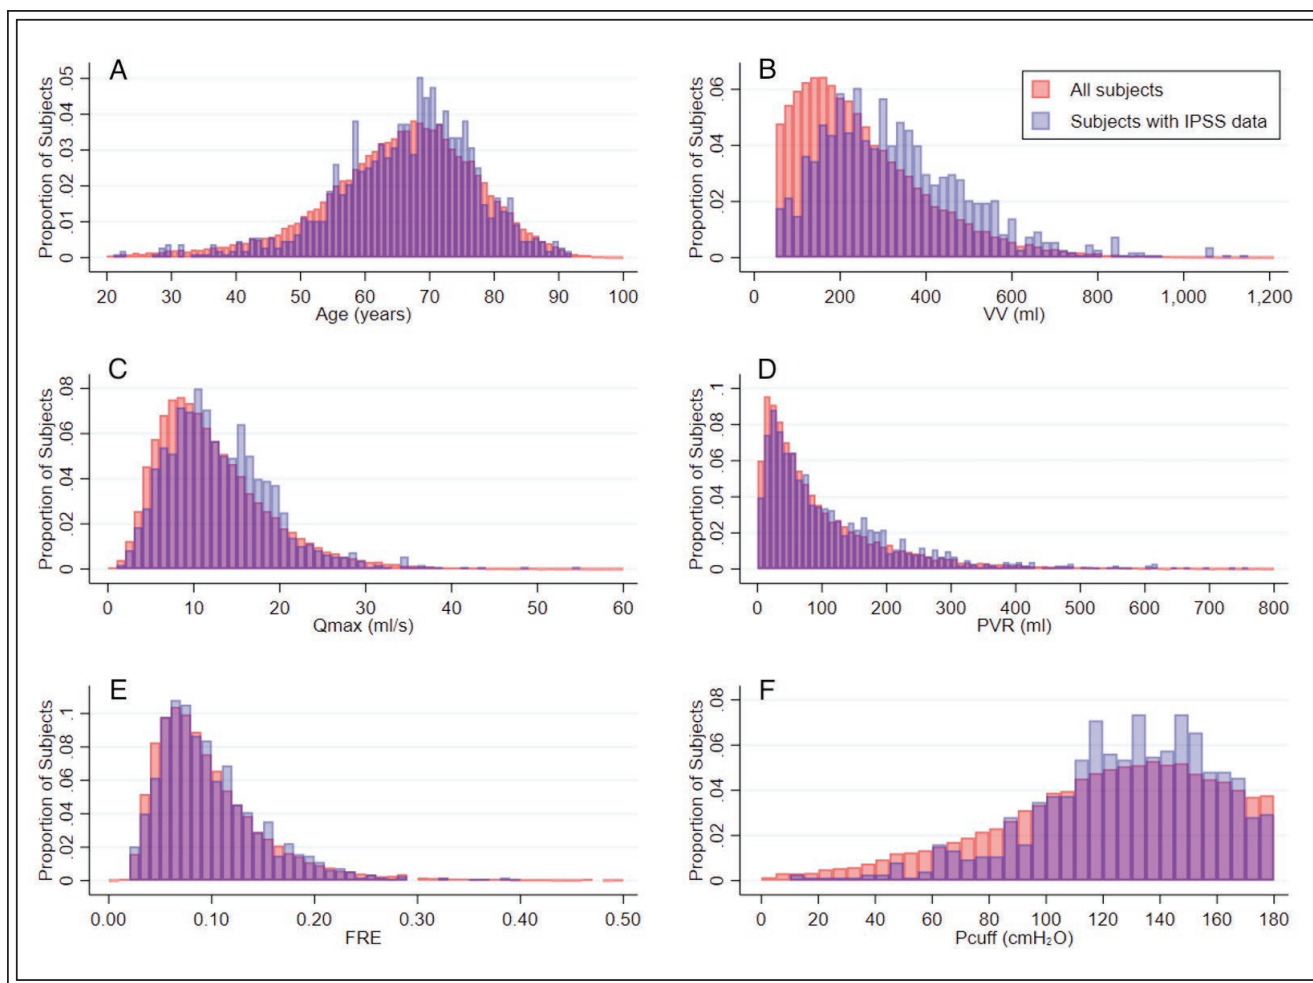 A
Proportion of Subjects
0 .01 .02 .03 .04 .05
20 30 40 50 60 70 80 90 100
Age (years)
B
All subjects
Subjects with IPSS data
Proportion of Subjects
0 .02 .04 .06
0 200 400 600 800 1,000 1,200
VV (ml)
C
Proportion of Subjects
0 .02 .04 .06 .08
0 10 20 30 40 50 60
Qmax (ml/s)
D
Proportion of Subjects
0 .02 .04 .06 .08 .1
0 100 200 300 400 500 600 700 800
PVR (ml)
E
Proportion of Subjects
0 .02 .04 .06 .08 .1
0.00 0.10 0.20 0.30 0.40 0.50
FRE
F
Proportion of Subjects
0 .02 .04 .06 .08
0 20 40 60 80 100 120 140 160 180
Pcuff (cmH₂O)